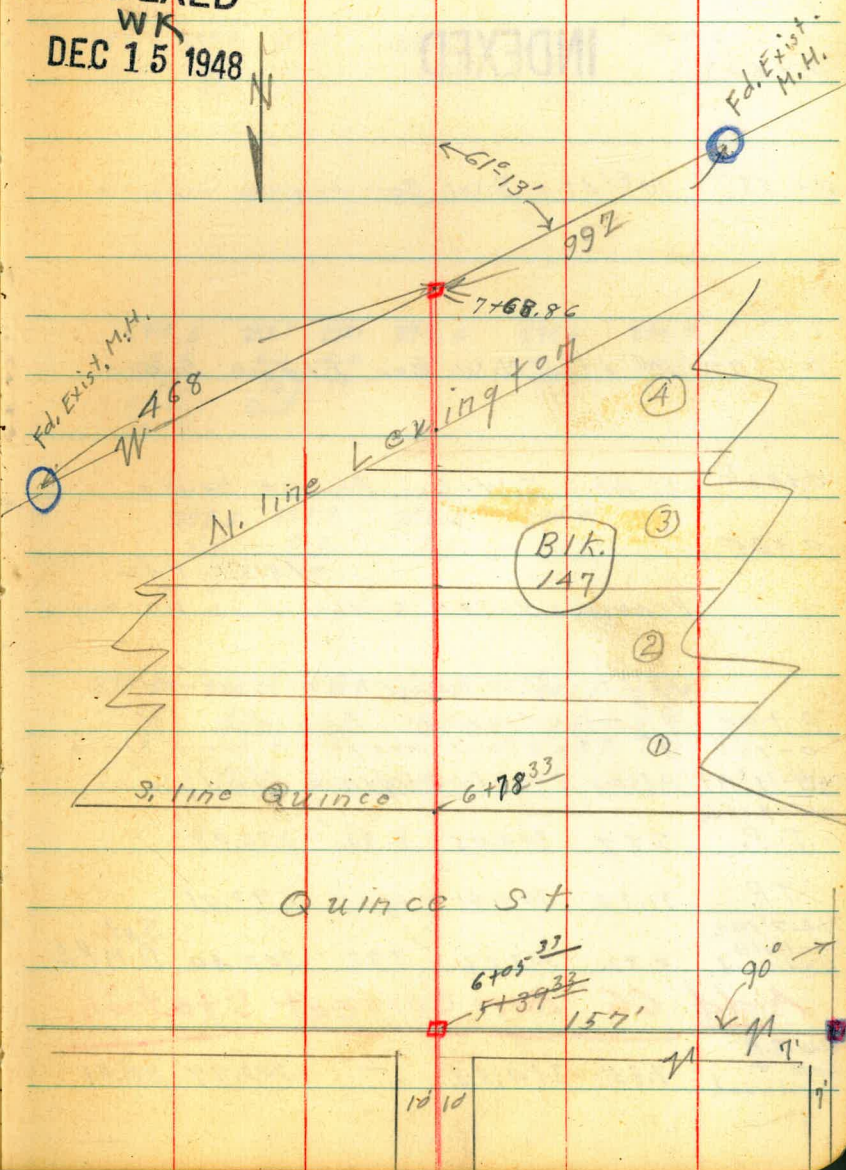 WK
DEC 15 1948
N
Fd. Exist.
M.H.
61°-13'
992
7+68.86
Fd. Exist. M.H.
468
W
N. line Lexington
4
3
Blk.
147
2
1
S. line Quince
6+78 33
Quince St.
6+05 33
5+39 33
157'
90°
7'
10' 10
7'